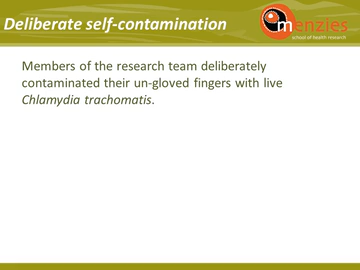 Deliberate self-contamination
menzies
school of health research
Members of the research team deliberately
contaminated their un-gloved fingers with live
Chlamydia trachomatis.